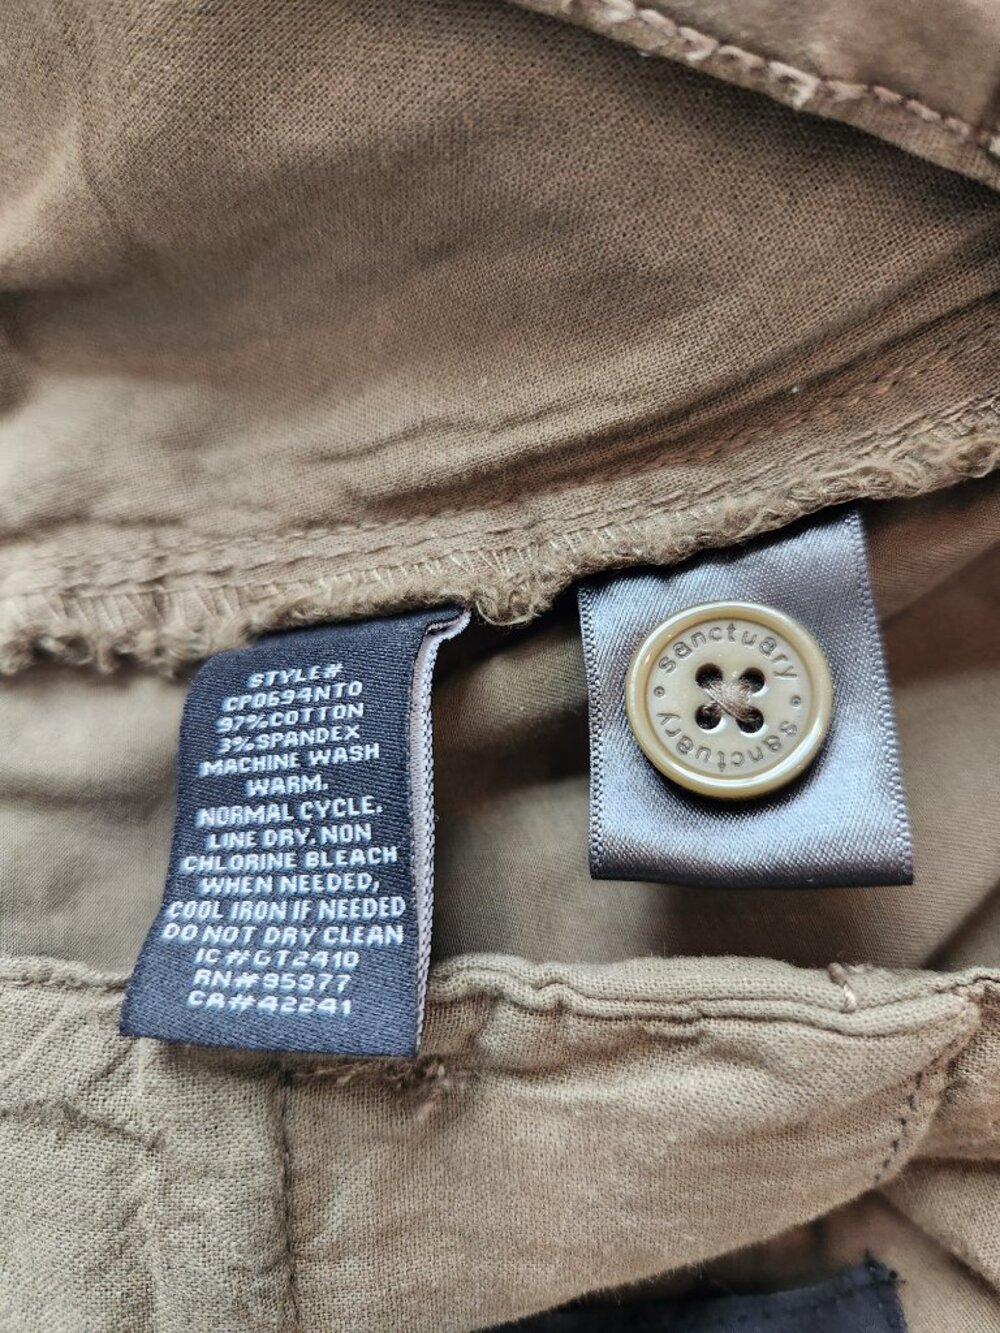 STYLE#
CP0694NTO
97%COTTON
3%SPANDEX
MACHINE WASH
WARM.
NORMAL CYCLE.
LINE DRY. NON
CHLORINE BLEACH
WHEN NEEDED,
COOL IRON IF NEEDED
DO NOT DRY CLEAN
IC#GT2410
RN#95377
CA#42241
sanctuary
sanctuary